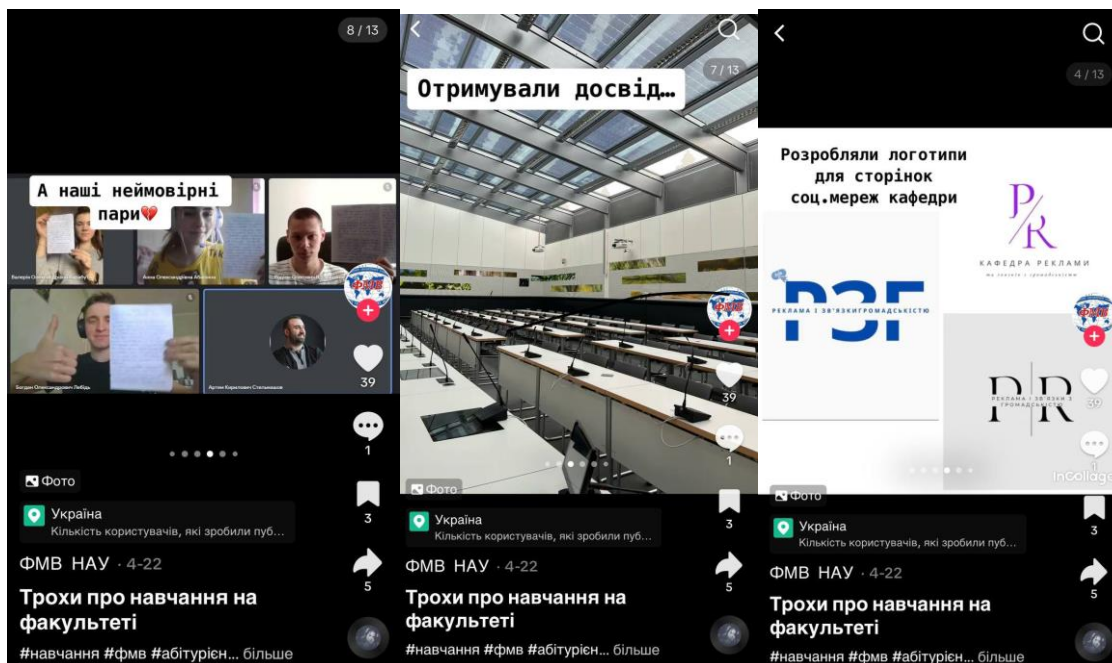 8 / 13
А наші неймовірні
пари💔
Богдан Олександрович Лебідь
39
1
Фото
3
Україна
Кількість користувачів, які зробили пуб...
ФМВ НАУ · 4-22
5
Трохи про навчання на
факультеті
#навчання #фмв #абітурієн... більше
7 / 13
Отримували досвід...
39
1
Фото
3
Україна
Кількість користувачів, які зробили пуб...
ФМВ НАУ · 4-22
5
Трохи про навчання на
факультеті
#навчання #фмв #абітурієн... більше
4 / 13
Розробляли логотипи
для сторінок
соц.мереж кафедри
P/R
КАФЕДРА РЕКЛАМИ
та зв'язків з громадськістю
РЗГ
РЕКЛАМА І ЗВ'ЯЗКИГРОМАДСЬКІСТЮ
P|R
РЕКЛАМА І ЗВ'ЯЗКИ З
ГРОМАДСЬКІСТЮ
39
1
InCollage
Фото
3
Україна
Кількість користувачів, які зробили пуб...
ФМВ НАУ · 4-22
5
Трохи про навчання на
факультеті
#навчання #фмв #абітурієн... більше